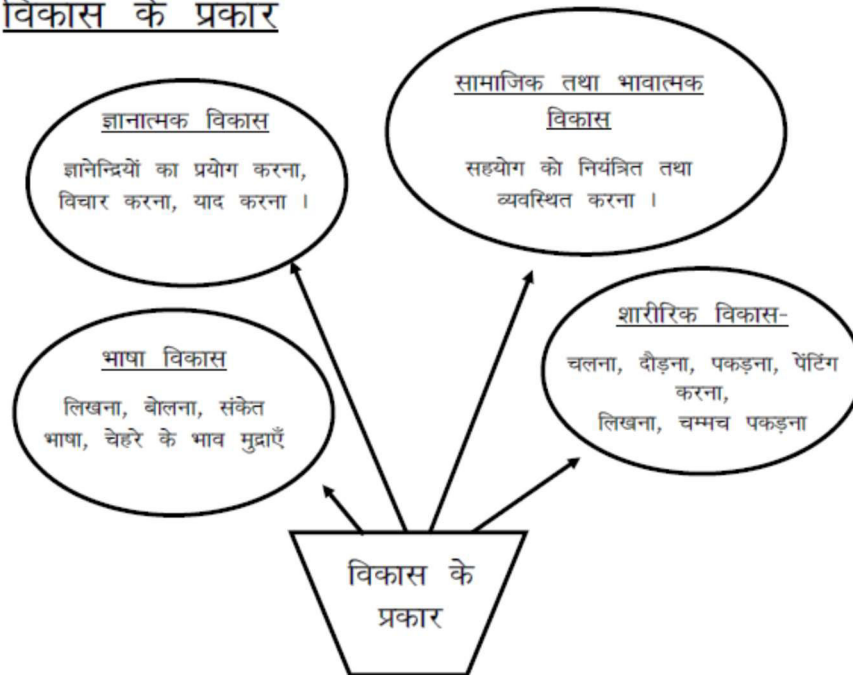 विकास के प्रकार
ज्ञानात्मक विकास
ज्ञानेन्द्रियों का प्रयोग करना,
विचार करना, याद करना ।
सामाजिक तथा भावात्मक
विकास
सहयोग को नियंत्रित तथा
व्यवस्थित करना ।
भाषा विकास
लिखना, बोलना, संकेत
भाषा, चेहरे के भाव मुद्राएँ
शारीरिक विकास-
चलना, दौड़ना, पकड़ना, पेंटिंग
करना,
लिखना, चम्मच पकड़ना
विकास के
प्रकार